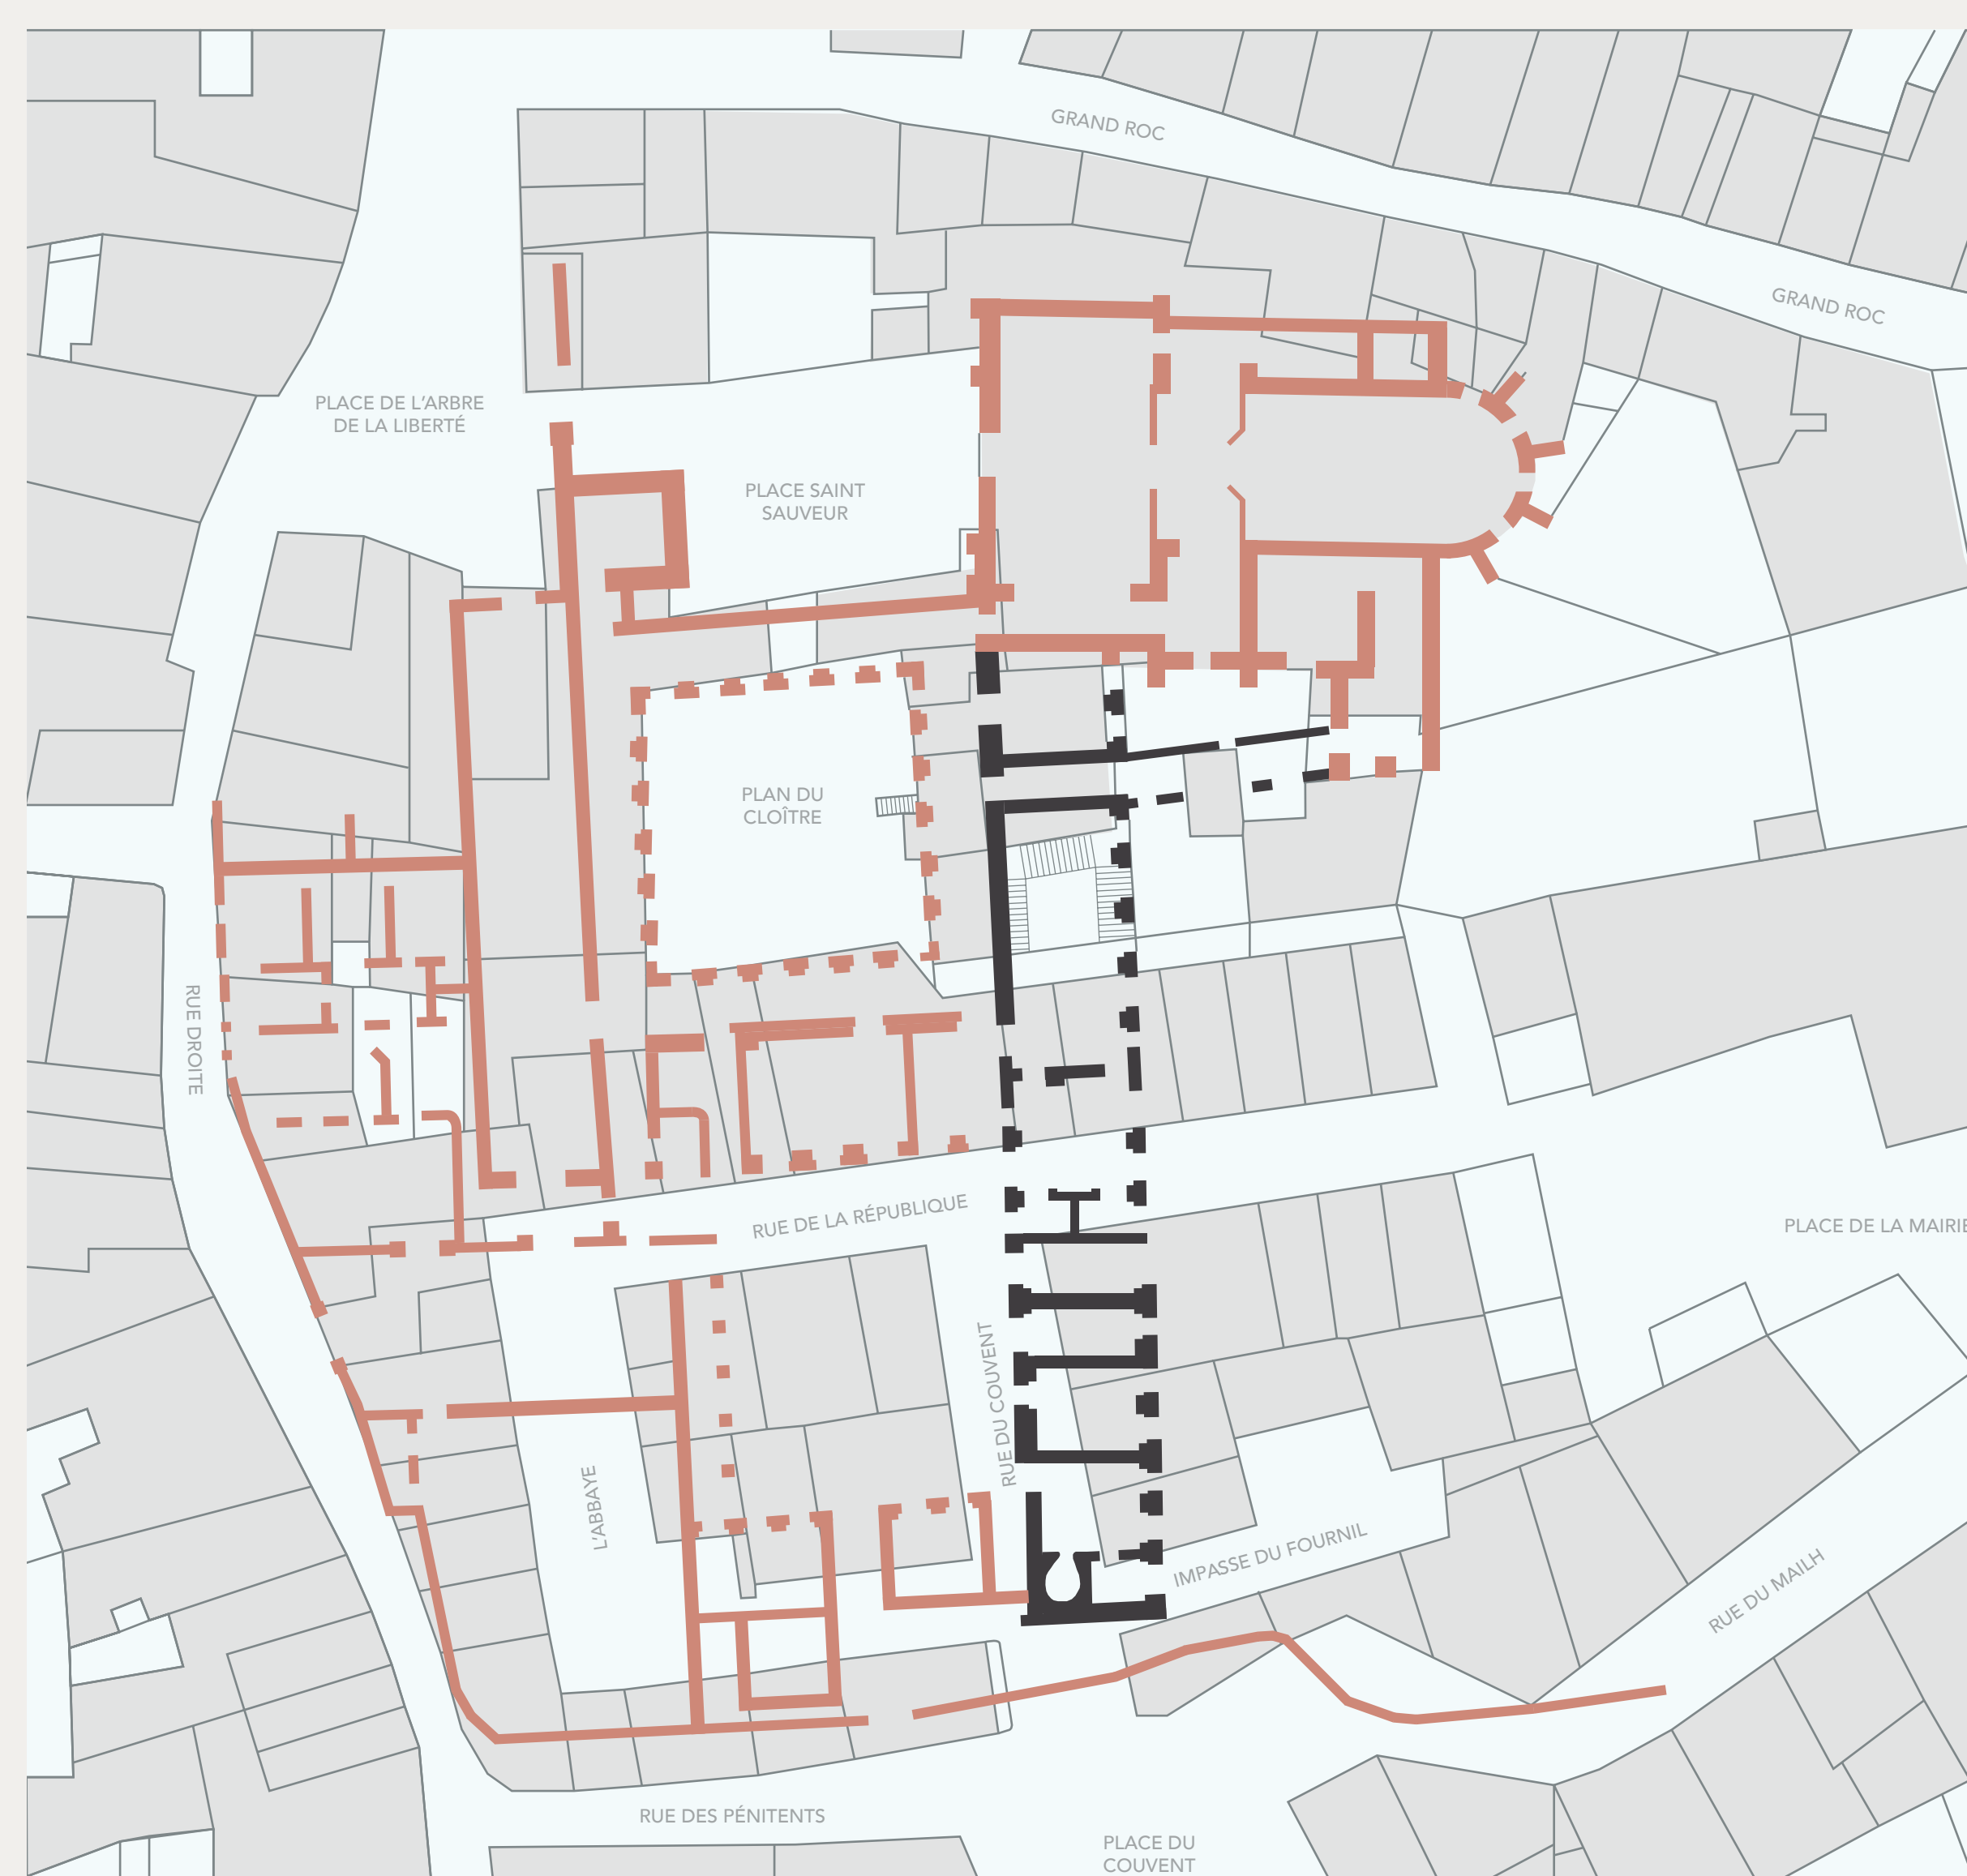 GRAND ROC
GRAND ROC
PLACE DE L’ARBRE
DE LA LIBERTÉ
PLACE SAINT
SAUVEUR
PLAN DU
CLOÎTRE
RUE DROITE
RUE DE LA RÉPUBLIQUE
PLACE DE LA MAIRIE
RUE DU COUVENT
L’ABBAYE
IMPASSE DU FOURNIL
RUE DU MAILH
RUE DES PÉNITENTS
PLACE DU
COUVENT